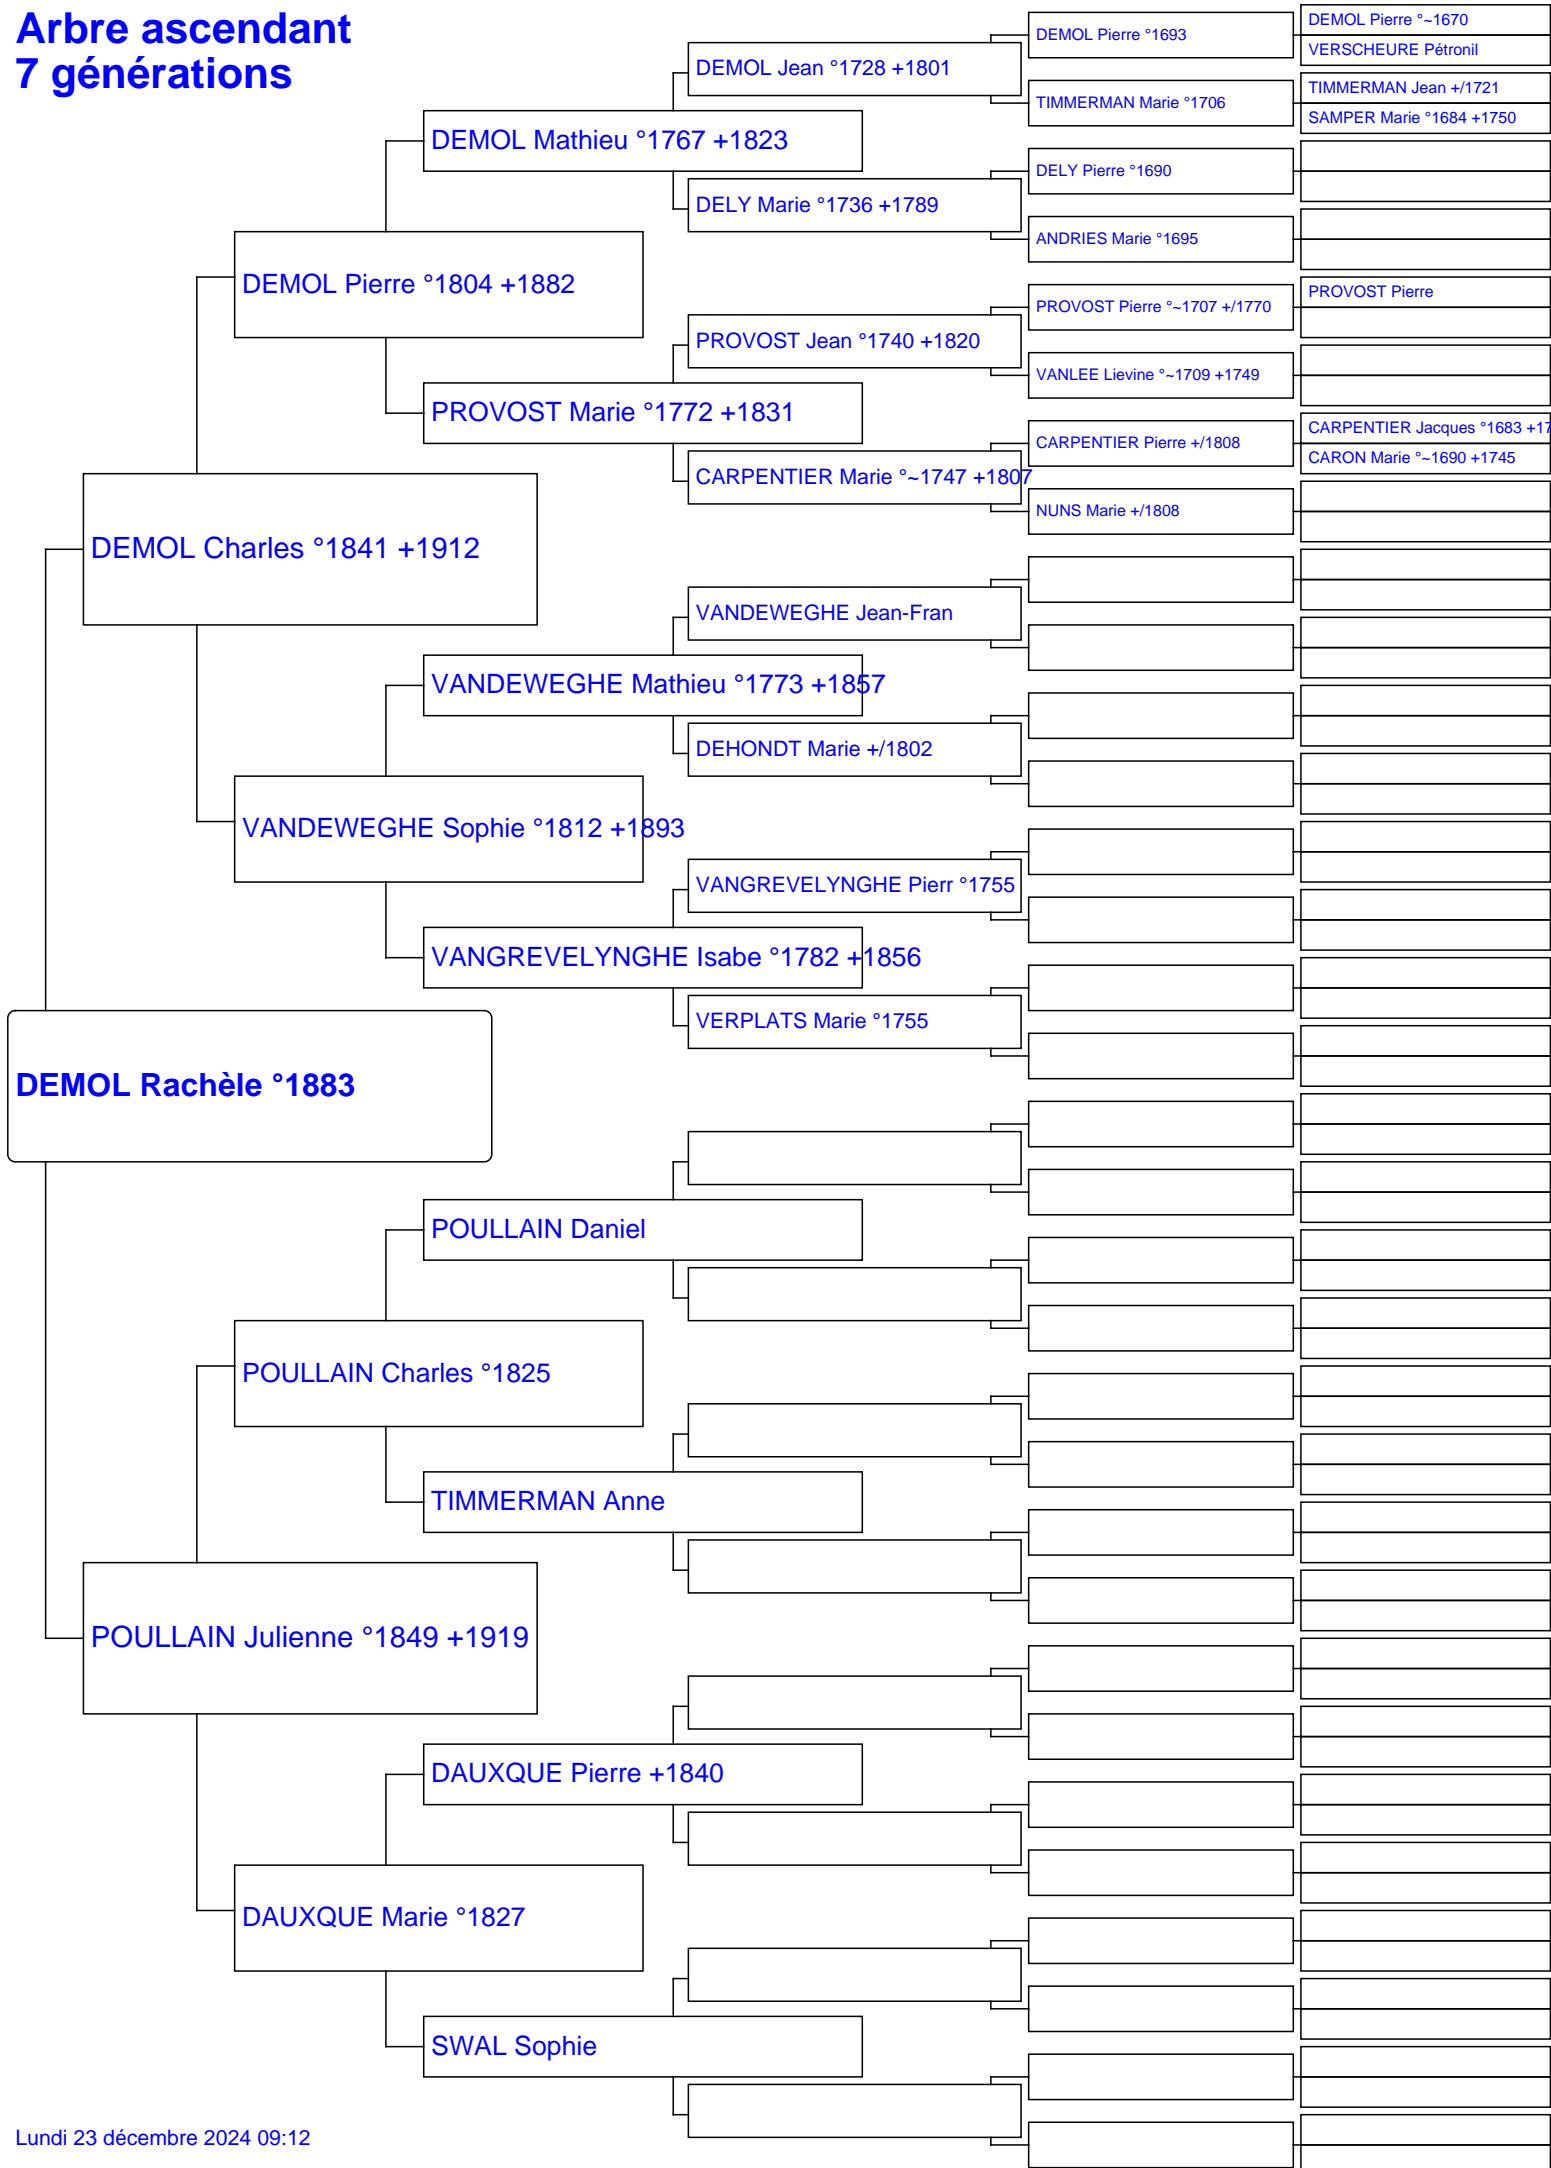 Arbre ascendant
7 générations
DEMOL Rachèle °1883
DEMOL Charles °1841 +1912
POULLAIN Julienne °1849 +1919
DEMOL Pierre °1804 +1882
VANDEWEGHE Sophie °1812 +1893
POULLAIN Charles °1825
DAUXQUE Marie °1827
DEMOL Mathieu °1767 +1823
PROVOST Marie °1772 +1831
VANDEWEGHE Mathieu °1773 +1857
VANGREVELYNGHE Isabe °1782 +1856
POULLAIN Daniel
TIMMERMAN Anne
DAUXQUE Pierre +1840
SWAL Sophie
DEMOL Jean °1728 +1801
DELY Marie °1736 +1789
PROVOST Jean °1740 +1820
CARPENTIER Marie °~1747 +1807
VANDEWEGHE Jean-Fran
DEHONDT Marie +/1802
VANGREVELYNGHE Pierr °1755
VERPLATS Marie °1755
DEMOL Pierre °1693
TIMMERMAN Marie °1706
DELY Pierre °1690
ANDRIES Marie °1695
PROVOST Pierre °~1707 +/1770
VANLEE Lievine °~1709 +1749
CARPENTIER Pierre +/1808
NUNS Marie +/1808
DEMOL Pierre °~1670
VERSCHEURE Pétronil
TIMMERMAN Jean +/1721
SAMPER Marie °1684 +1750
PROVOST Pierre
CARPENTIER Jacques °1683 +17
CARON Marie °~1690 +1745
Lundi 23 décembre 2024 09:12